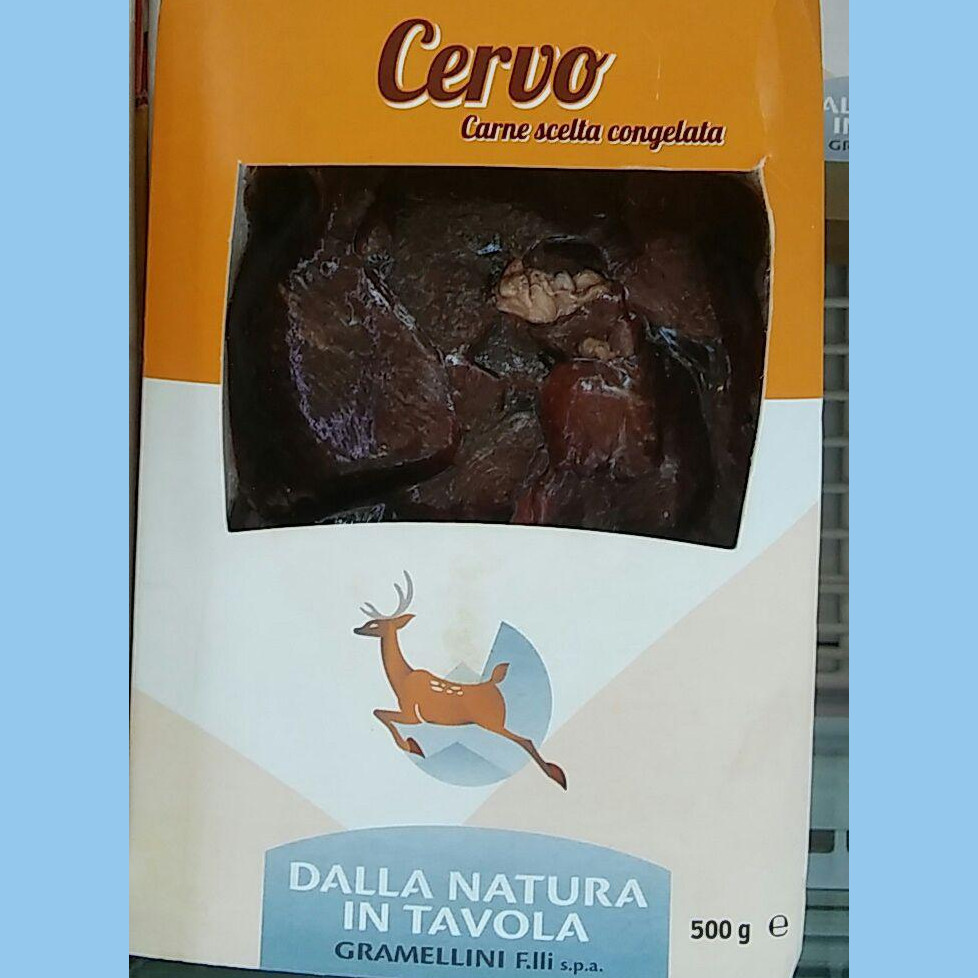 Cervo
Carne scelta congelata
DALLA NATURA
IN TAVOLA
GRAMELLINI F.lli s.p.a.
500 g e